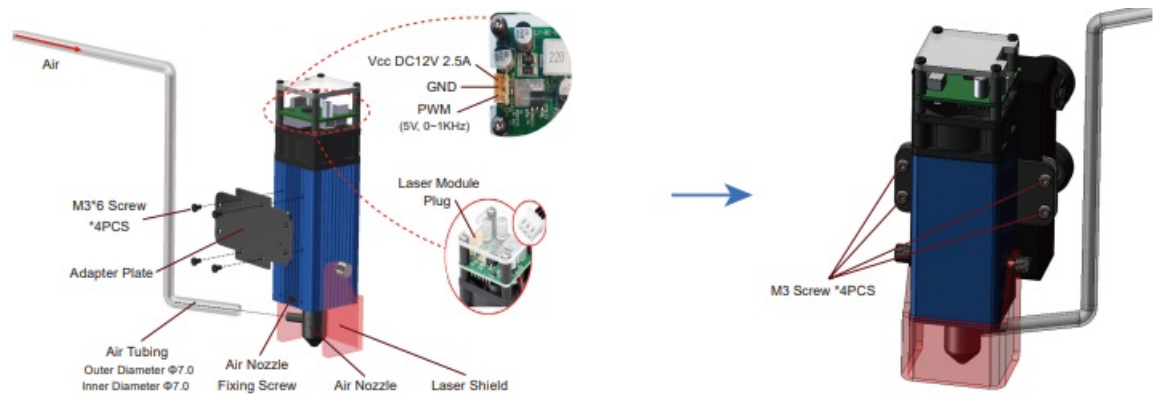 Air
Vcc DC12V 2.5A
GND
PWM
(5V, 0~1KHz)
220
Laser Module
Plug
M3*6 Screw
*4PCS
Adapter Plate
Air Tubing
Outer Diameter Φ7.0
Inner Diameter Φ7.0
Air Nozzle
Fixing Screw
Air Nozzle
Laser Shield
M3 Screw *4PCS